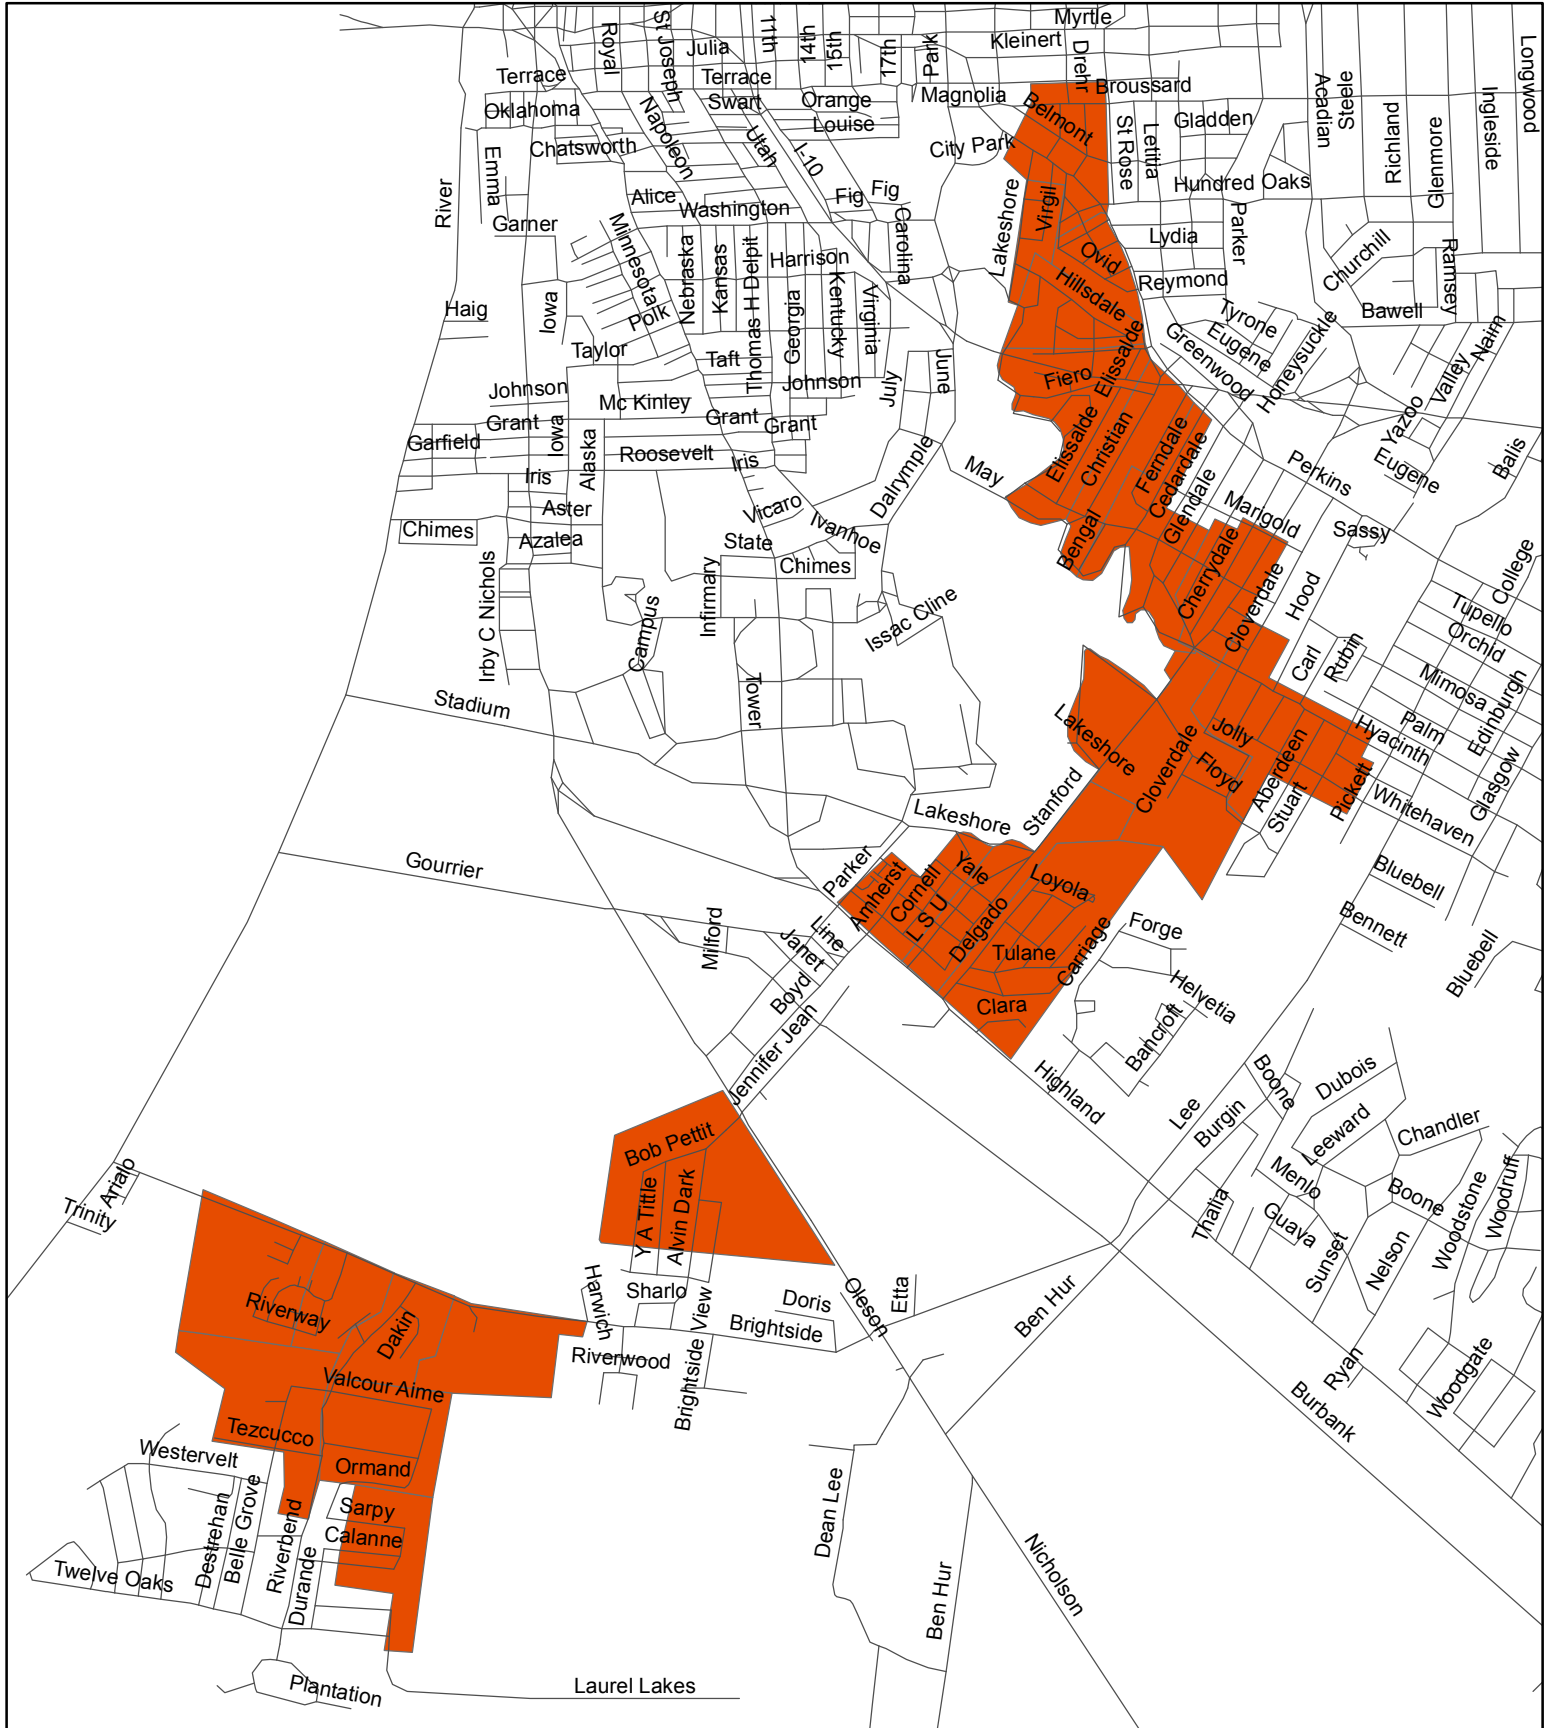 Myrtle
Kleinert
Royal
St Joseph
Julia
11th
14th
15th
17th
Park
Drehr
Longwood
Terrace
Terrace
Broussard
Acadian
Steele
Richland
Glenmore
Ingleside
Oklahoma
Napoleon
Swart
Orange
Magnolia
Belmont
Louise
St Rose
Letitia
Gladden
Chatsworth
Utah
I-10
City Park
Emma
River
Alice
Washington
Fig
Fig
Lakeshore
Virgil
Hundred Oaks
Garner
Minnesota
Carolina
Parker
Lydia
Nebraska
Kansas
Thomas H Delpit
Harrison
Ovid
Churchill
Ramsey
Hillsdale
Reymond
Haig
Iowa
Polk
Georgia
Kentucky
Virginia
Elissalde
Tyrone
Bawell
Nairn
Taylor
Taft
Greenwood
Eugene
Honeysuckle
Johnson
Johnson
July
June
Fiero
Valley
Mc Kinley
Grant
Grant
Grant
Yazoo
Garfield
Iowa
Alaska
Roosevelt
Iris
Dalrymple
May
Elissalde
Christian
Ferndale
Cedardale
Glendale
Perkins
Eugene
Balis
Iris
Aster
Vicaro
Ivanhoe
Marigold
Sassy
Chimes
Azalea
State
Chimes
Bengal
Cherrydale
Irby C Nichols
Infirmary
Campus
Issac Cline
Cloverdale
Hood
College
Tupello
Orchid
Carl
Rubin
Mimosa
Edinburgh
Stadium
Tower
Lakeshore
Jolly
Hyacinth
Palm
Cloverdale
Floyd
Aberdeen
Stuart
Pickett
Whitehaven
Glasgow
Lakeshore
Stanford
Gourrier
Parker
Amherst
Cornell
L S U
Yale
Loyola
Bluebell
Milford
Line
Janet
Delgado
Tulane
Carriage
Forge
Bennett
Bluebell
Boyd
Clara
Helvetia
Jennifer Jean
Bancroft
Highland
Boone
Dubois
Lee
Burgin
Leeward
Chandler
Bob Pettit
Arialo
Trinity
Y A Tittle
Alvin Dark
Thalia
Menlo
Guava
Boone
Woodstone
Woodruff
Sunset
Nelson
Riverway
Dakin
Harwich
Sharlo
View
Doris
Oleson
Etta
Brightside
Ben Hur
Riverwood
Brightside
Valcour Aime
Ryan
Woodgate
Burbank
Tezcucco
Westervelt
Ormand
Destrehan
Belle Grove
Riverbend
Sarpy
Calanne
Dean Lee
Twelve Oaks
Durande
Ben Hur
Nicholson
Plantation
Laurel Lakes